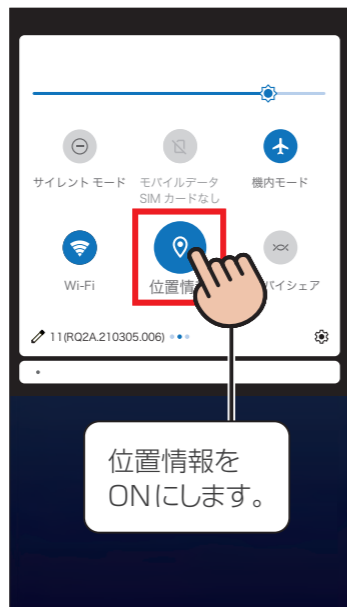 サイレント モード
モバイルデータ
SIM カードなし
機内モード
Wi-Fi
位置情
バイシェア
11(RQ2A.210305.006)
位置情報を
ONにします。